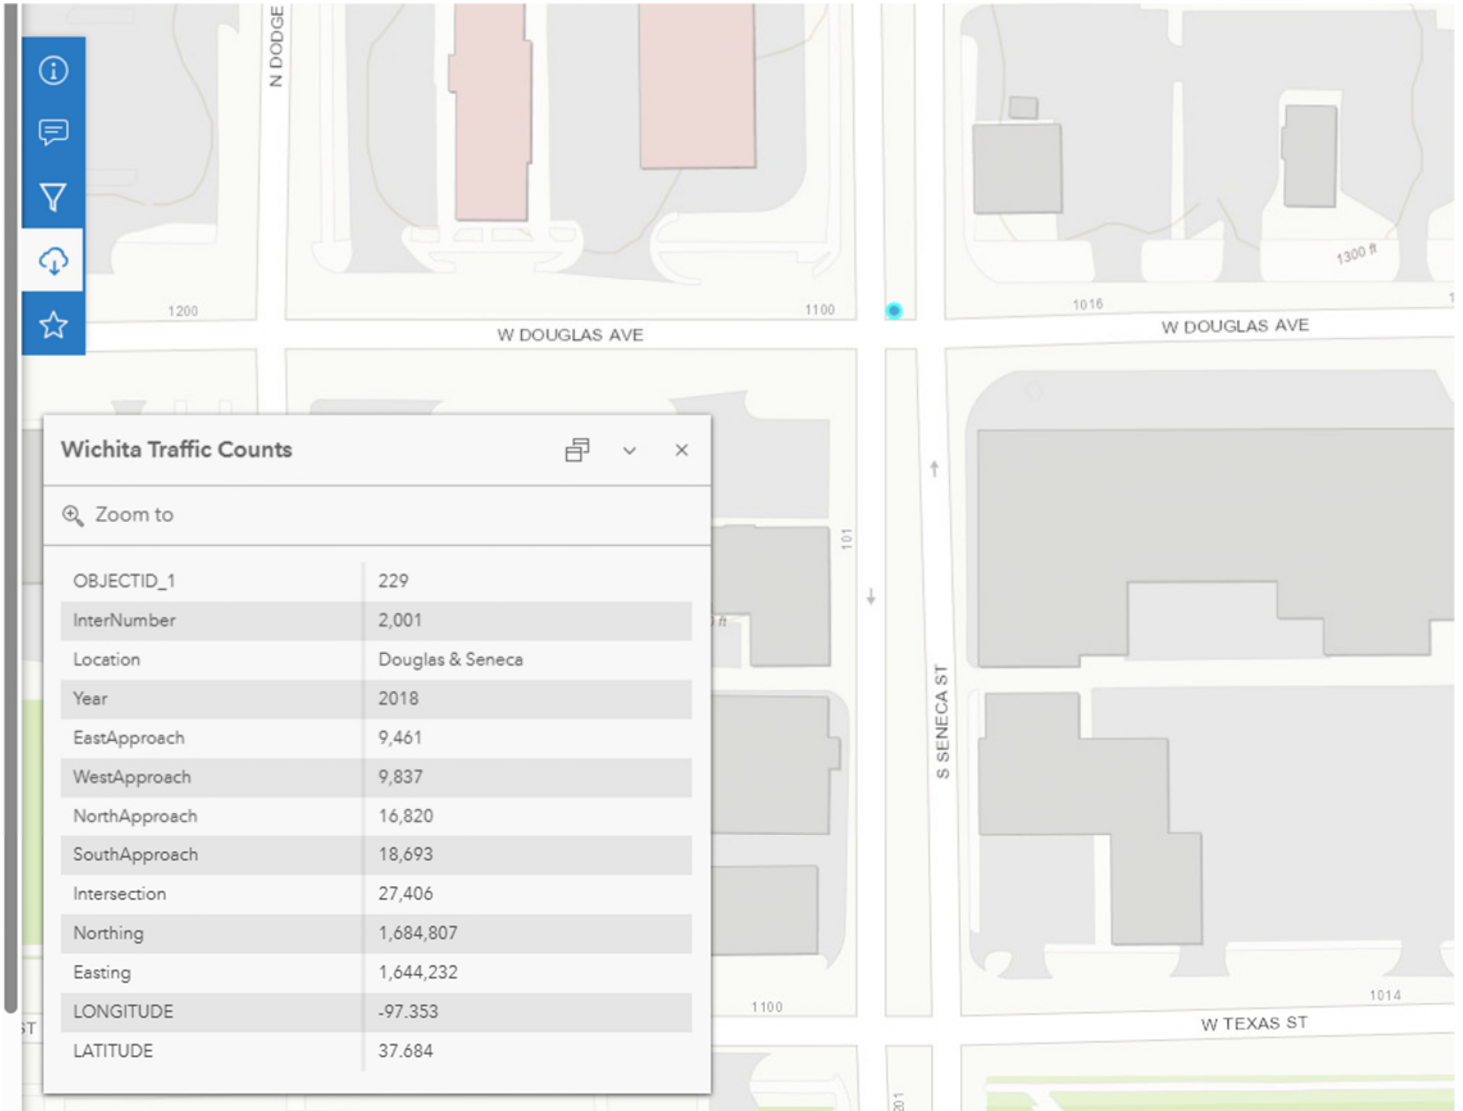 N DODGE
1200
1100
1016
1300 ft
W DOUGLAS AVE
W DOUGLAS AVE
Wichita Traffic Counts
Zoom to
OBJECTID_1 229
InterNumber 2,001
Location Douglas & Seneca
Year 2018
EastApproach 9,461
WestApproach 9,837
NorthApproach 16,820
SouthApproach 18,693
Intersection 27,406
Northing 1,684,807
Easting 1,644,232
LONGITUDE -97.353
LATITUDE 37.684
101
ft
S SENECA ST
1100
1014
ST
W TEXAS ST
201